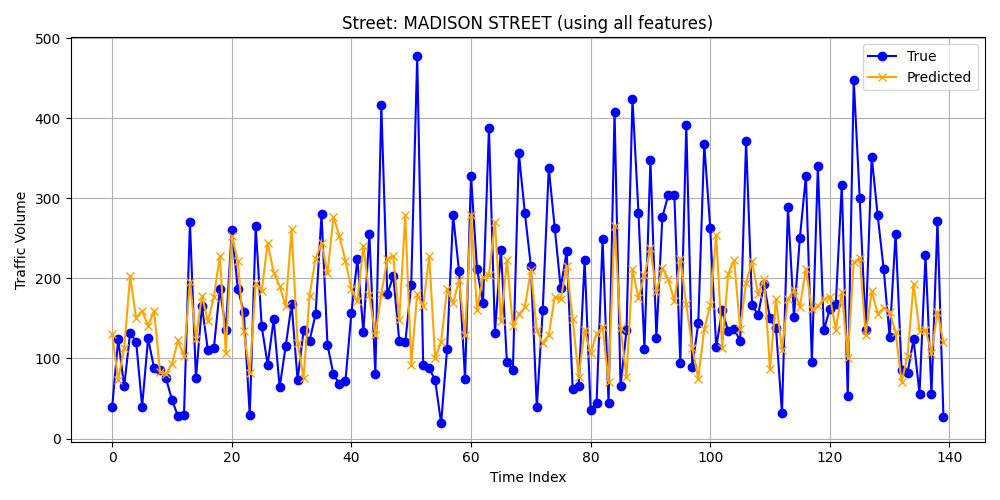 Street: MADISON STREET (using all features)
True
Predicted
Traffic Volume
500
400
300
200
100
0
0 20 40 60 80 100 120 140
Time Index